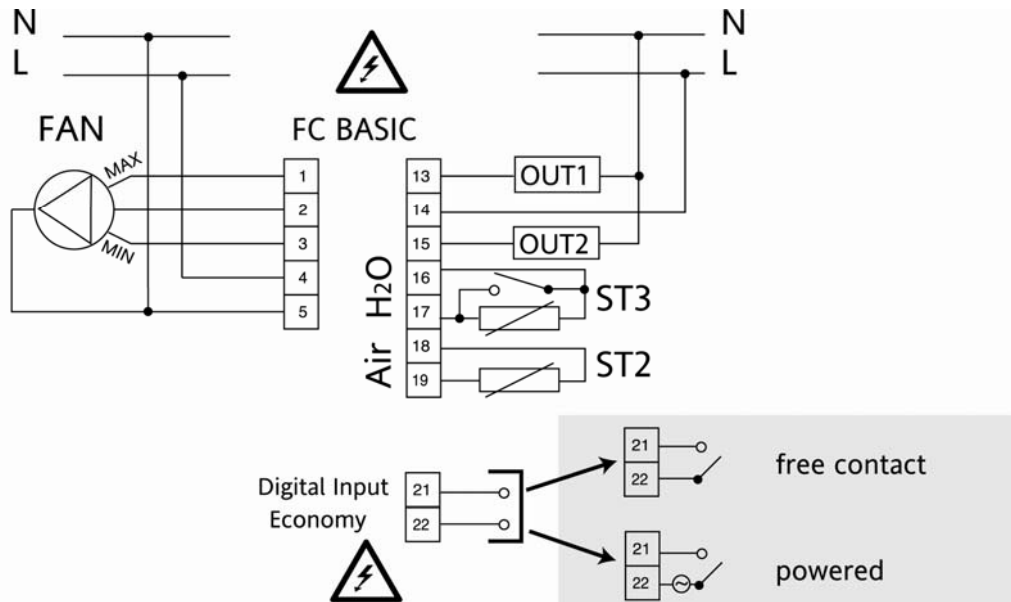 N
L
N
L
FAN
FC BASIC
MAX
MIN
1
2
3
4
5
13
14
15
16
17
18
19
OUT1
OUT2
H₂O
Air
ST3
ST2
Digital Input
Economy
21
22
21
22
free contact
21
22
powered